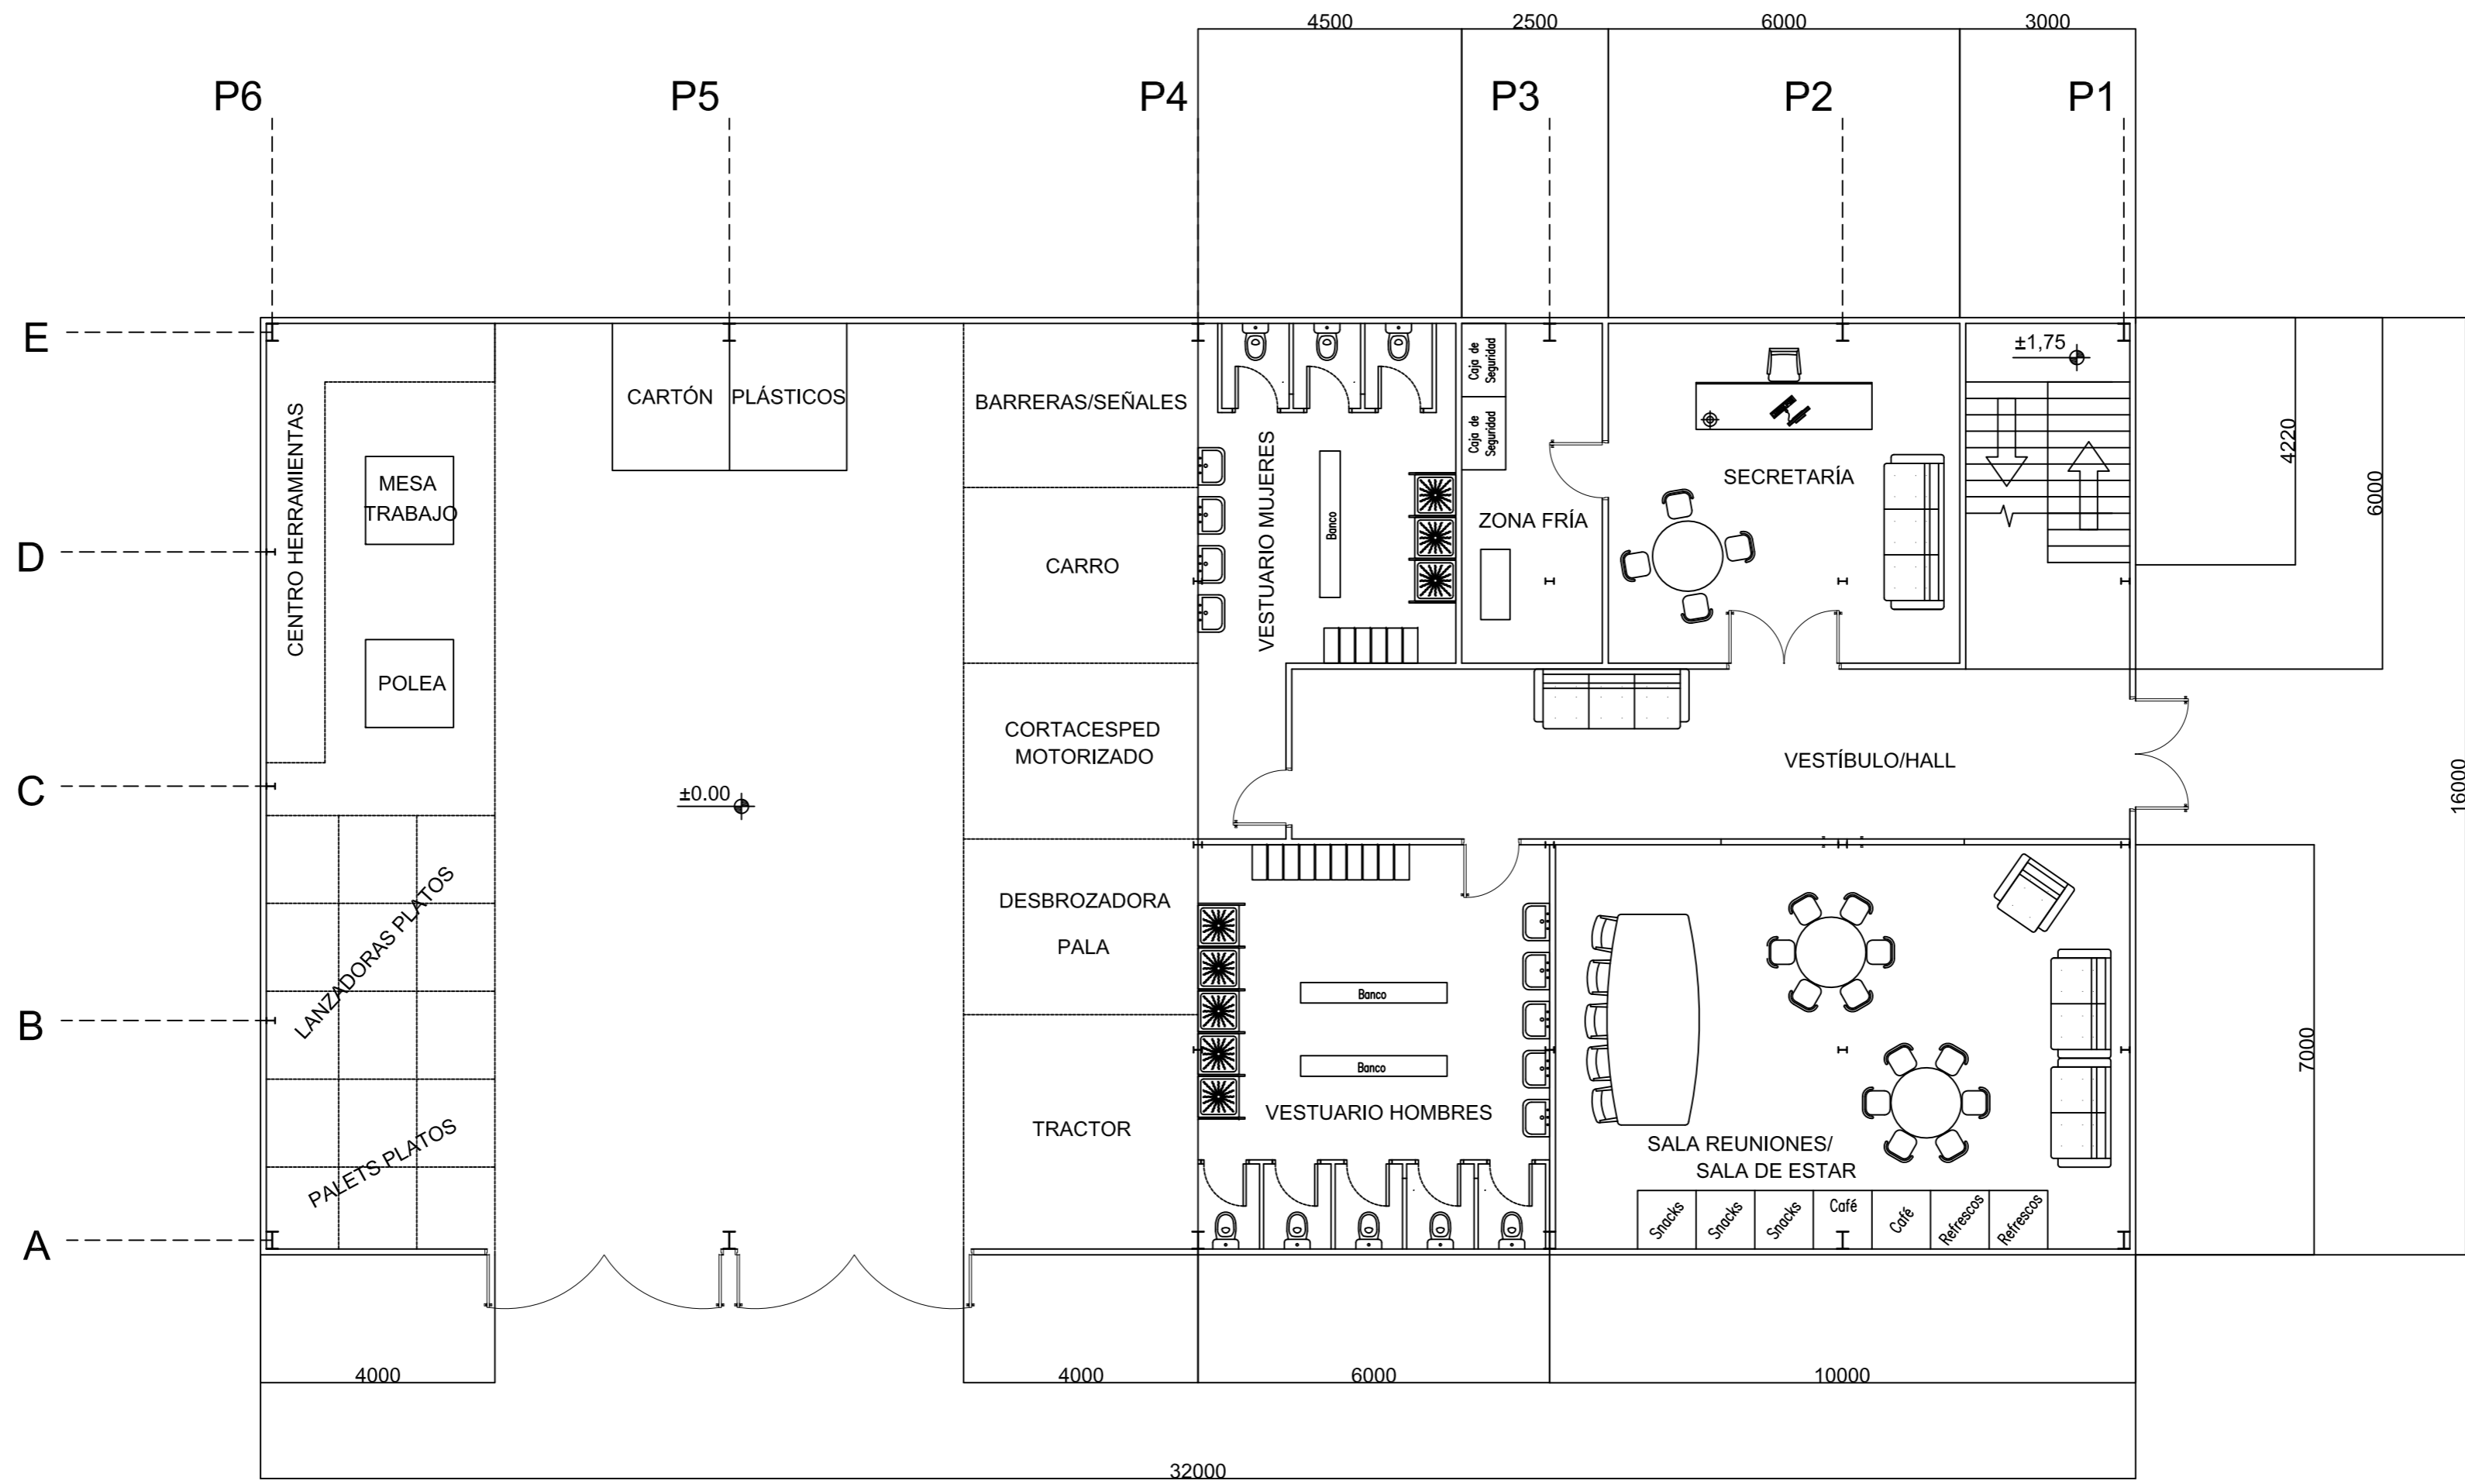 4500
2500
6000
3000
P6
P5
P4
P3
P2
P1
E
D
C
B
A
±1,75
4220
6000
16000
7000
CENTRO HERRAMIENTAS
MESA
TRABAJO
POLEA
CARTÓN
PLÁSTICOS
BARRERAS/SEÑALES
CARRO
CORTACESPED
MOTORIZADO
DESBROZADORA
PALA
TRACTOR
±0.00
LANZADORAS PLATOS
PALETS PLATOS
VESTUARIO MUJERES
Banco
Caja de
Seguridad
Caja de
Seguridad
ZONA FRÍA
SECRETARÍA
VESTÍBULO/HALL
Banco
Banco
VESTUARIO HOMBRES
SALA REUNIONES/
SALA DE ESTAR
Snacks
Snacks
Snacks
Café
Café
Refrescos
Refrescos
4000
4000
6000
10000
32000